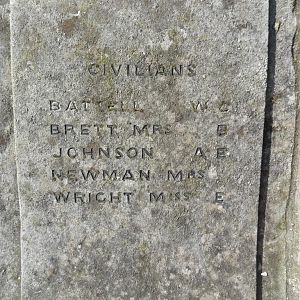 CIVILIANS
BATTELL W C
BRETT MRS E
JOHNSON A E
NEWMAN MRS
WRIGHT MISS E